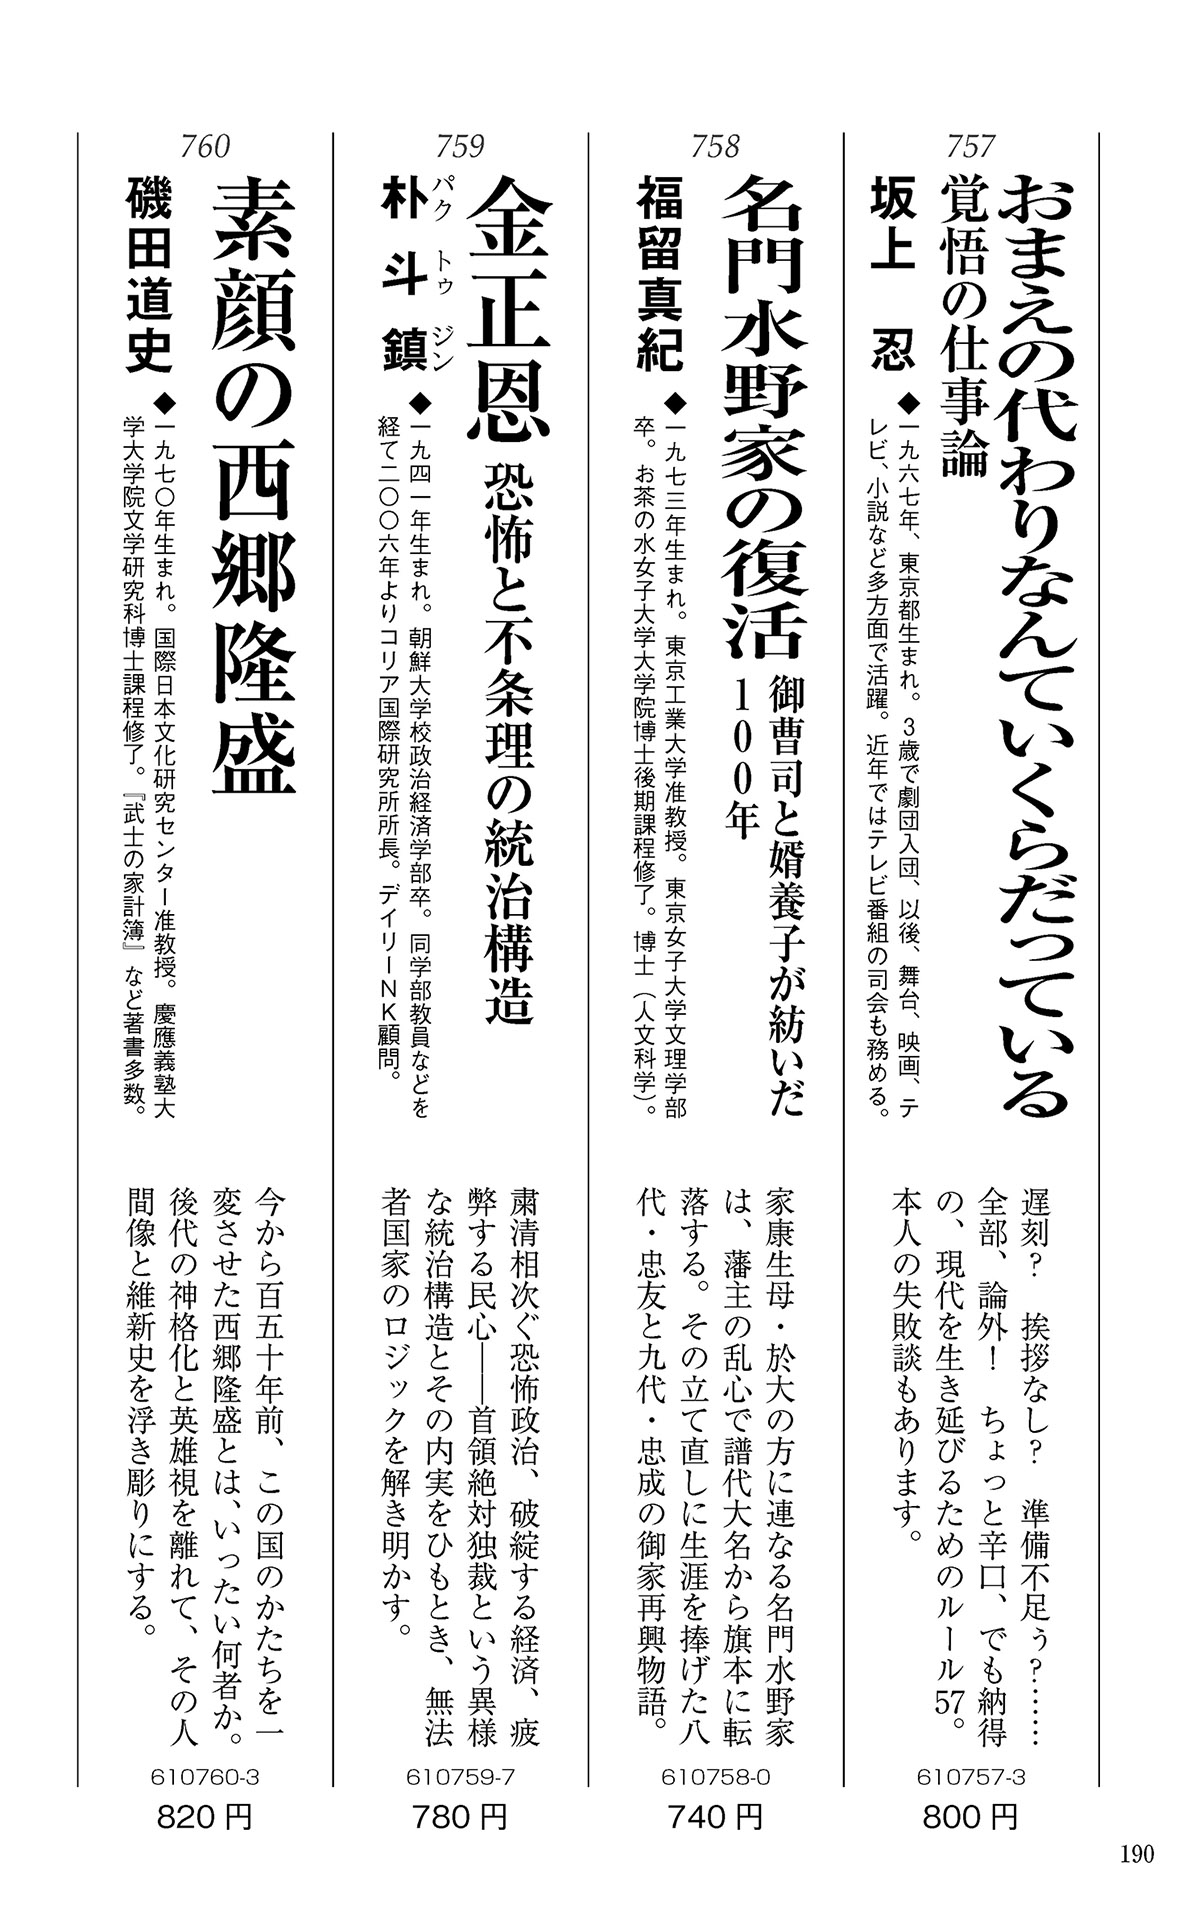 757
おまえの代わりなんていくらだっている
覚悟の仕事論
坂上 忍
◆一九六七年、東京都生まれ。3歳で劇団入団、以後、舞台、映画、テ
レビ、小説など多方面で活躍。近年ではテレビ番組の司会も務める。
遅刻? 挨拶なし? 準備不足ぅ?……
全部、論外! ちょっと辛口、でも納得
の、現代を生き延びるためのルール57。
本人の失敗談もあります。
610757-3
800円
758
名門水野家の復活
御曹司と婿養子が紡いだ
100年
福留真紀
◆一九七三年生まれ。東京工業大学准教授。東京女子大学文理学部
卒。お茶の水女子大学大学院博士後期課程修了。博士(人文科学)。
家康生母・於大の方に連なる名門水野家
は、藩主の乱心で譜代大名から旗本に転
落する。その立て直しに生涯を捧げた八
代・忠友と九代・忠成の御家再興物語。
610758-0
740円
759
金正恩 恐怖と不条理の統治構造
パク トゥ ジン
朴斗鎮
◆一九四一年生まれ。朝鮮大学校政治経済学部卒。同学部教員などを
経て二〇〇六年よりコリア国際研究所所長。デイリーNK顧問。
粛清相次ぐ恐怖政治、破綻する経済、疲
弊する民心――首領絶対独裁という異様
な統治構造とその内実をひもとき、無法
者国家のロジックを解き明かす。
610759-7
780円
760
素顔の西郷隆盛
磯田道史
◆一九七〇年生まれ。国際日本文化研究センター准教授。慶應義塾大
学大学院文学研究科博士課程修了。『武士の家計簿』など著書多数。
今から百五十年前、この国のかたちを一
変させた西郷隆盛とは、いったい何者か。
後代の神格化と英雄視を離れて、その人
間像と維新史を浮き彫りにする。
610760-3
820円
190